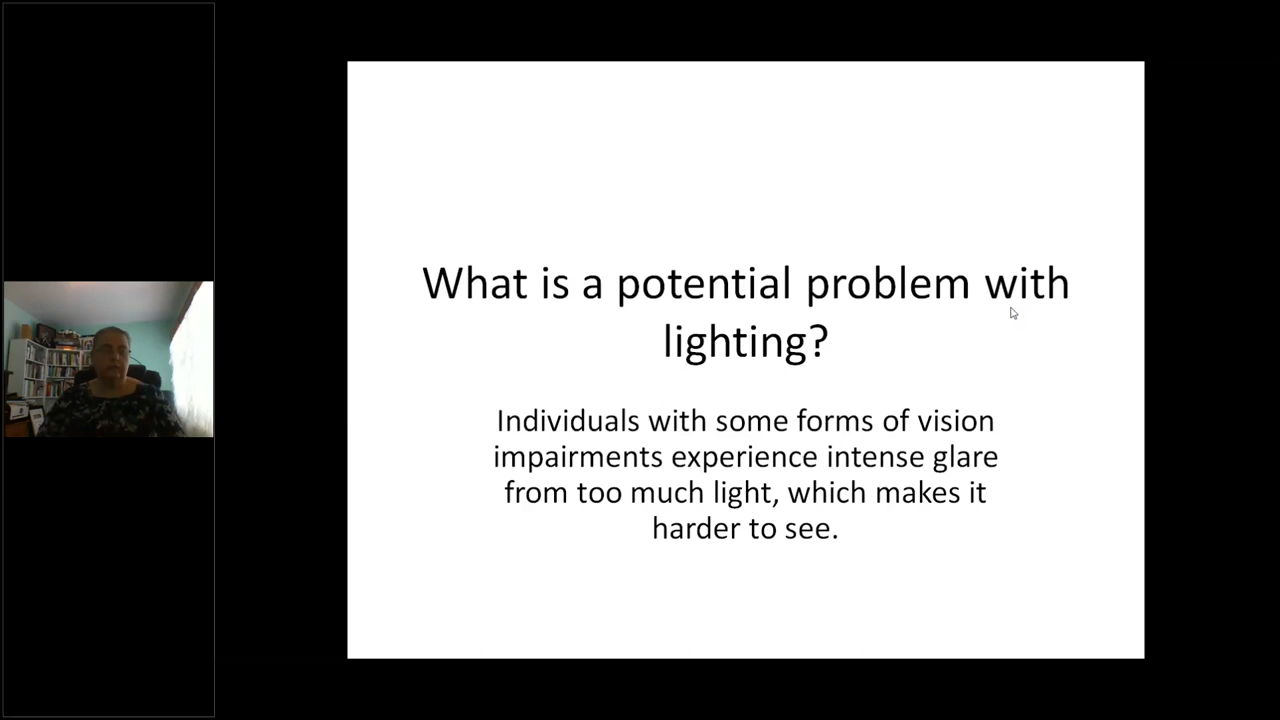 What is a potential problem with
lighting?
Individuals with some forms of vision
impairments experience intense glare
from too much light, which makes it
harder to see.